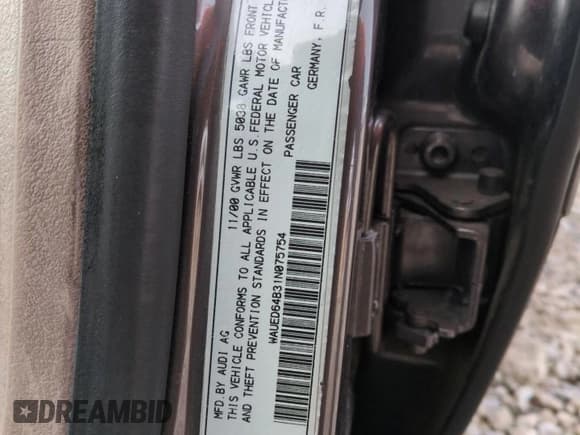 MFD. BY AUDI AG
11/00 GVWR LBS 5038 GAWR LBS FRONT
THIS VEHICLE CONFORMS TO ALL APPLICABLE U.S. FEDERAL MOTOR VEHICLE
AND THEFT PREVENTION STANDARDS IN EFFECT ON THE DATE OF
WAUED64B31N075754
PASSENGER CAR
GERMANY, F.R.
DREAMBID